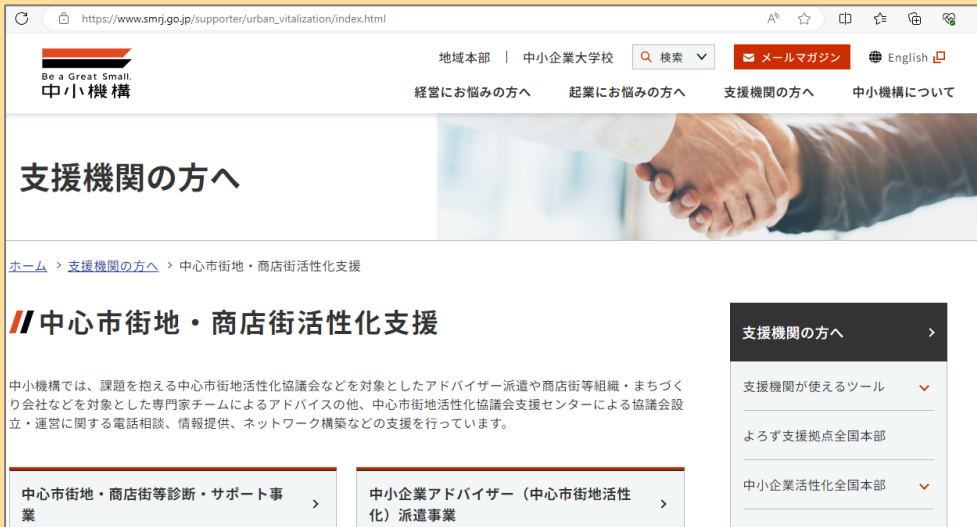 https://www.smrj.go.jp/supporter/urban_vitalization/index.html
Be a Great Small.
中小機構
地域本部 | 中小企業大学校
検索
メールマガジン
English
経営にお悩みの方へ
起業にお悩みの方へ
支援機関の方へ
中小機構について
支援機関の方へ
ホーム > 支援機関の方へ > 中心市街地・商店街活性化支援
中心市街地・商店街活性化支援
中小機構では、課題を抱える中心市街地活性化協議会などを対象としたアドバイザー派遣や商店街等組織・まちづく
り会社などを対象とした専門家チームによるアドバイスの他、中心市街地活性化協議会支援センターによる協議会設
立・運営に関する電話相談、情報提供、ネットワーク構築などの支援を行っています。
中心市街地・商店街等診断・サポート事
業
中小企業アドバイザー（中心市街地活性
化）派遣事業
支援機関の方へ
支援機関が使えるツール
よろず支援拠点全国本部
中小企業活性化全国本部